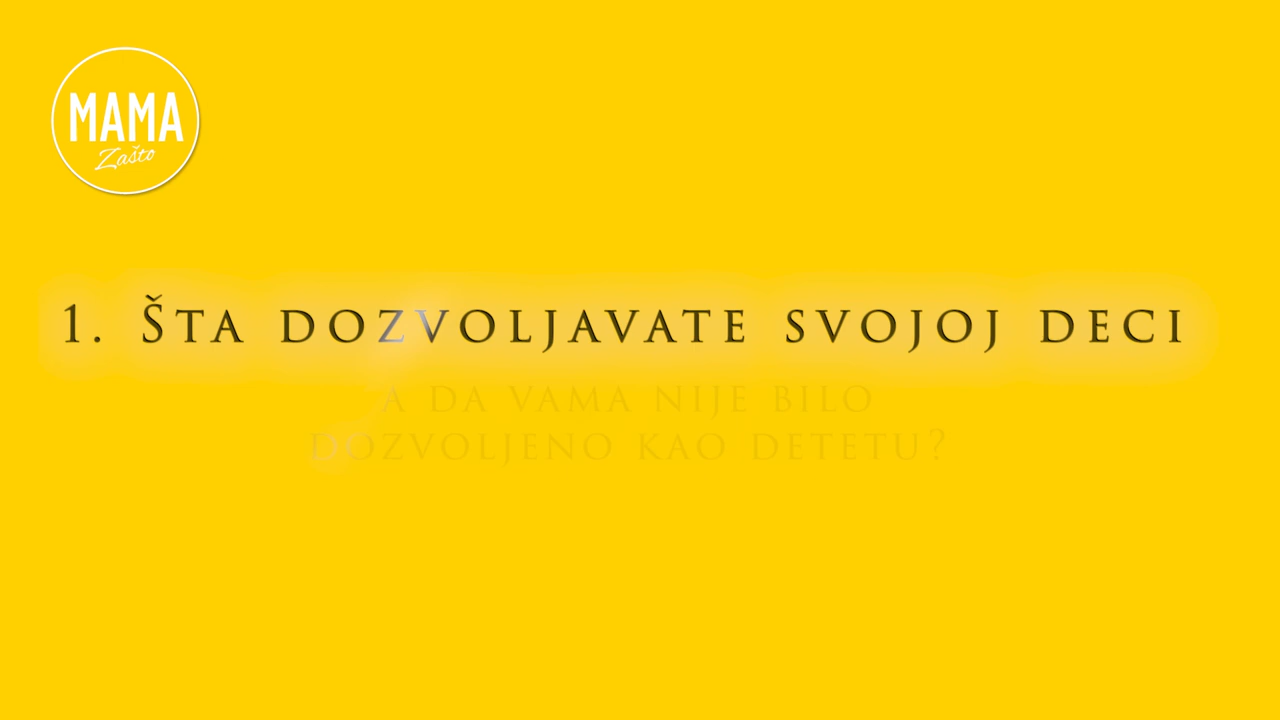 MAMA
Zašto
1. Šta dozvoljavate svojoj deci
a da vama nije bilo
dozvoljeno kao detetu?